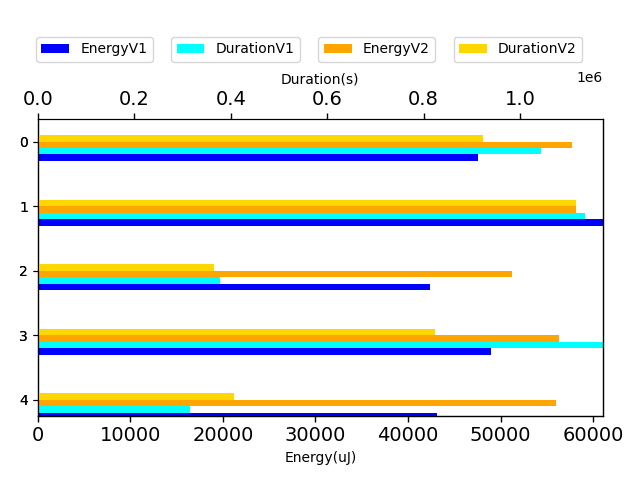 EnergyV1 DurationV1 EnergyV2 DurationV2
Duration(s)
1e6
0.0 0.2 0.4 0.6 0.8 1.0
0
1
2
3
4
0 10000 20000 30000 40000 50000 60000
Energy(uJ)